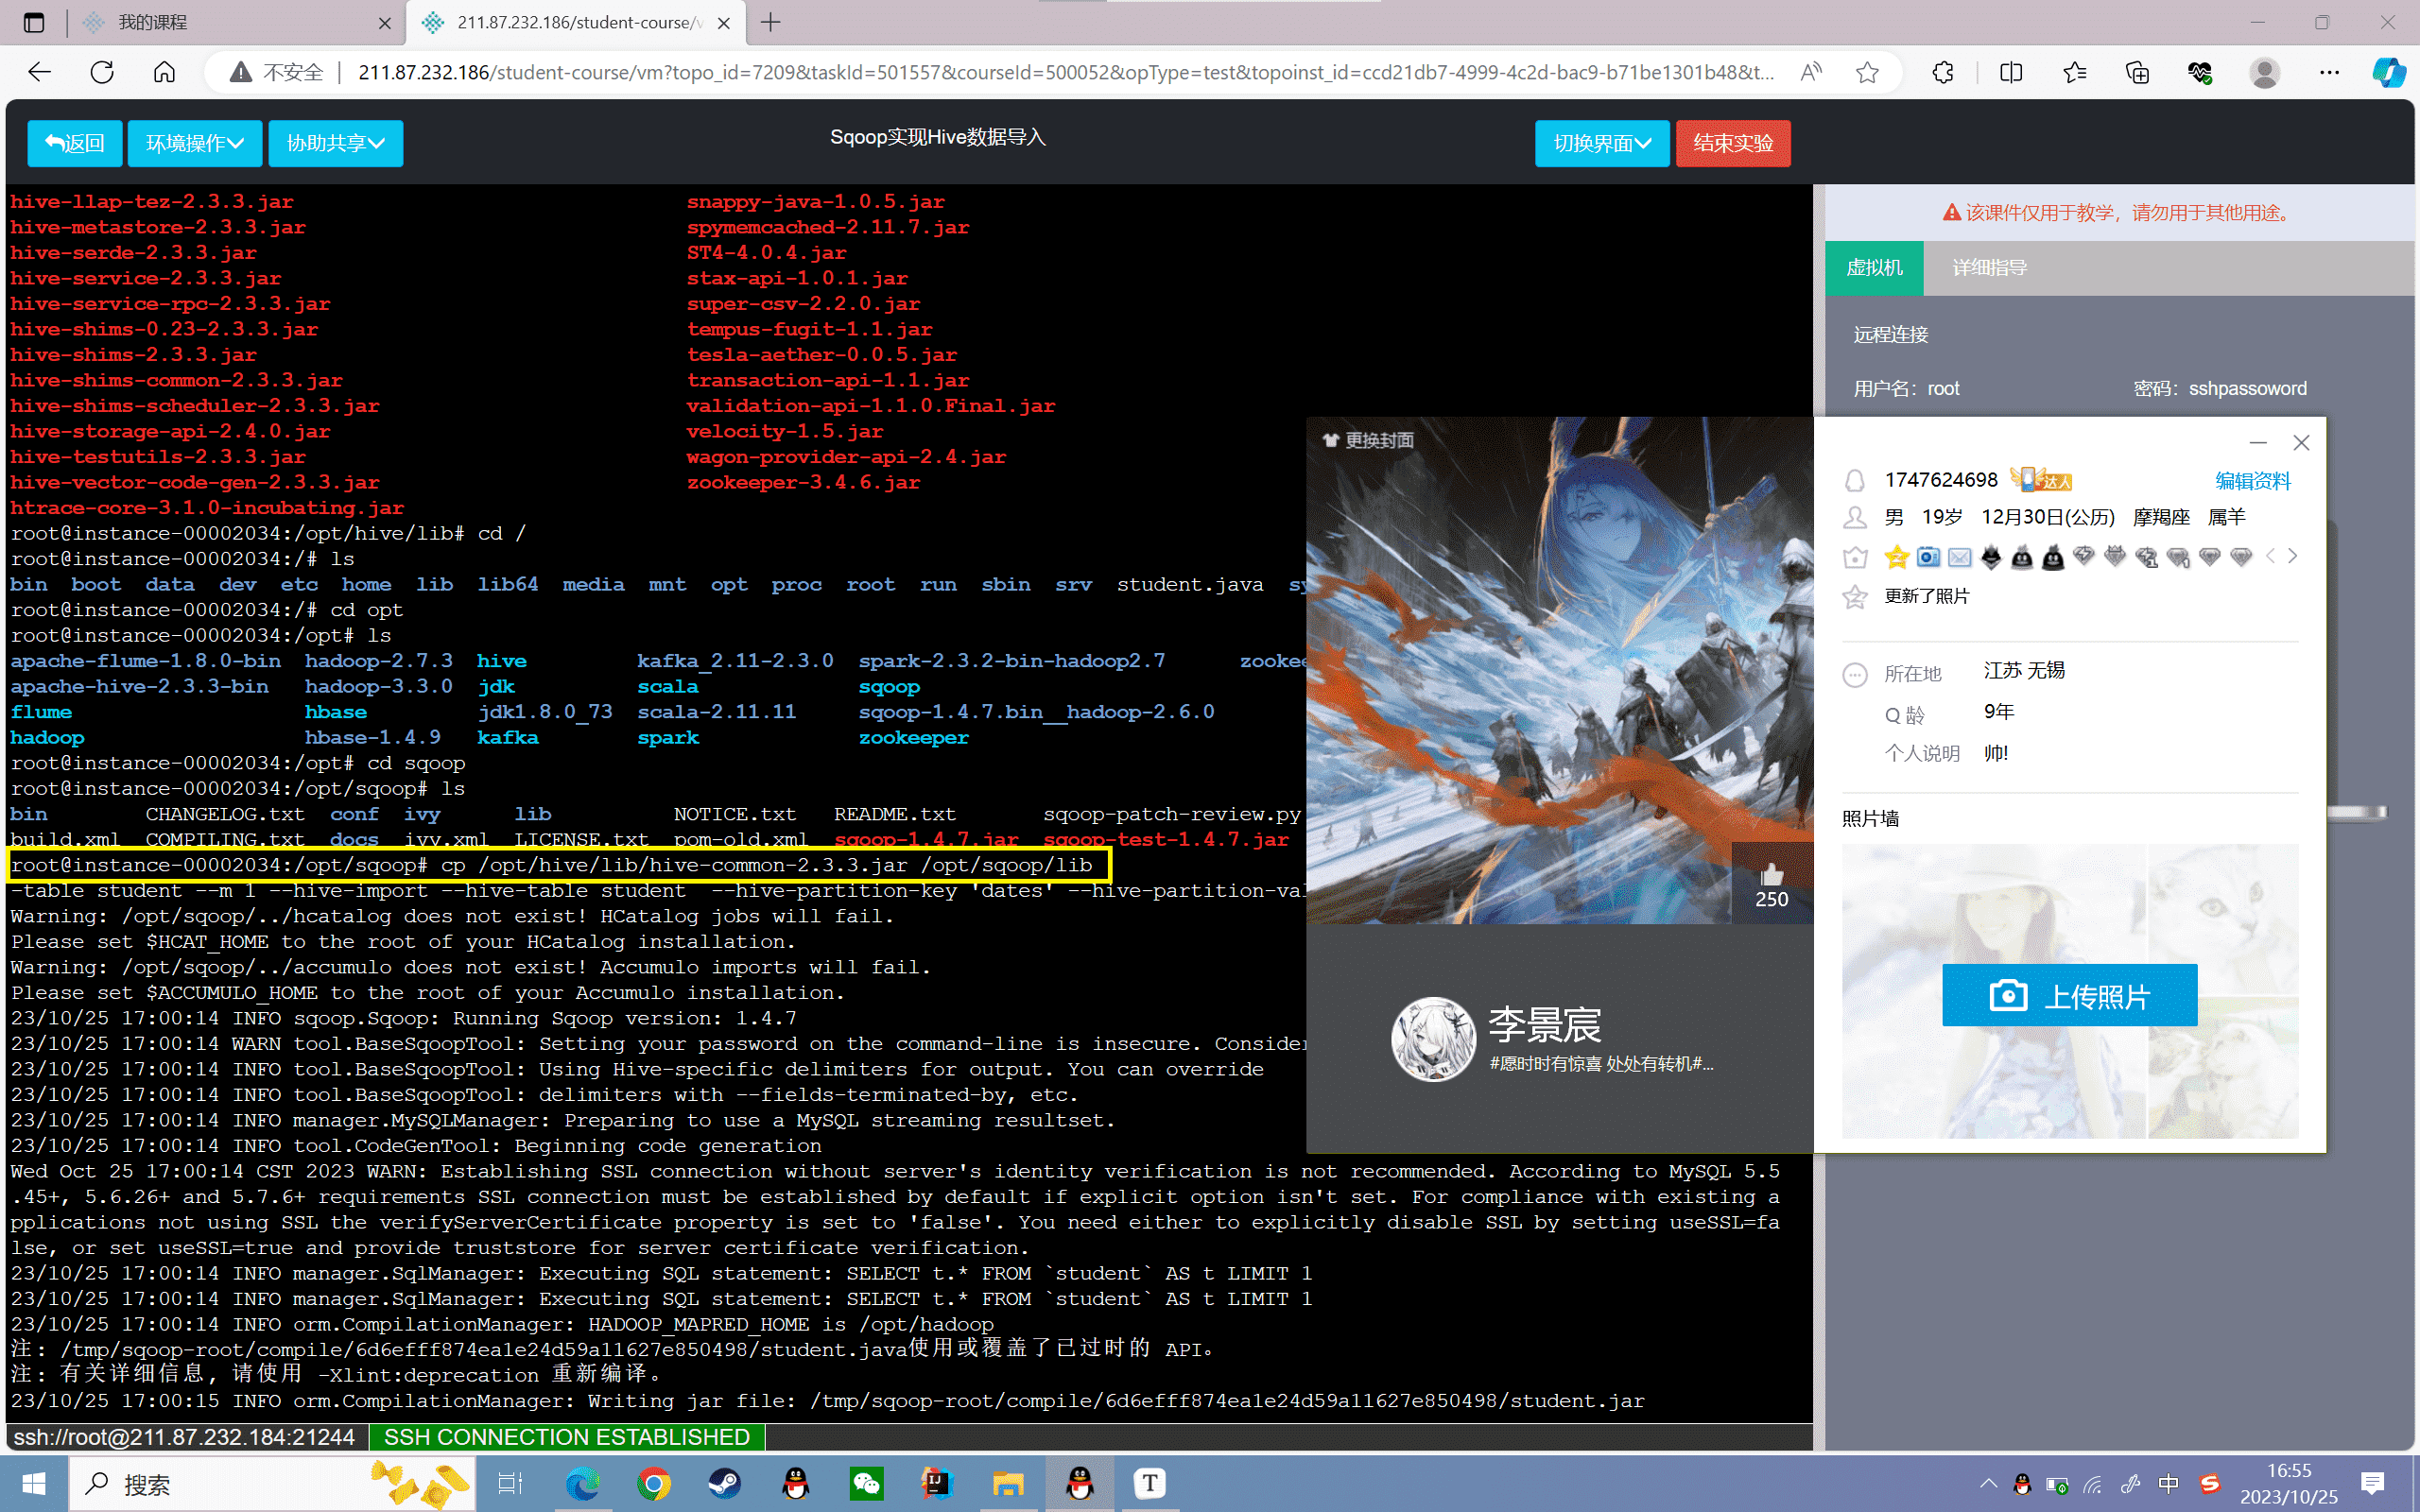 我的课程
211.87.232.186/student-course/v
不安全
211.87.232.186/student-course/vm?topo_id=7209&taskId=501557&courseId=500052&opType=test&topoinst_id=ccd21db7-4999-4c2d-bac9-b71be1301b48&t...
返回
环境操作
协助共享
Sqoop实现Hive数据导入
切换界面
结束实验
hive-llap-tez-2.3.3.jar snappy-java-1.0.5.jar
hive-metastore-2.3.3.jar spymemcached-2.11.7.jar
hive-serde-2.3.3.jar ST4-4.0.4.jar
hive-service-2.3.3.jar stax-api-1.0.1.jar
hive-service-rpc-2.3.3.jar super-csv-2.2.0.jar
hive-shims-0.23-2.3.3.jar tempus-fugit-1.1.jar
hive-shims-2.3.3.jar tesla-aether-0.0.5.jar
hive-shims-common-2.3.3.jar transaction-api-1.1.jar
hive-shims-scheduler-2.3.3.jar validation-api-1.1.0.Final.jar
hive-storage-api-2.4.0.jar velocity-1.5.jar
hive-testutils-2.3.3.jar wagon-provider-api-2.4.jar
hive-vector-code-gen-2.3.3.jar zookeeper-3.4.6.jar
htrace-core-3.1.0-incubating.jar
root@instance-00002034:/opt/hive/lib# cd /
root@instance-00002034:/# ls
bin boot data dev etc home lib lib64 media mnt opt proc root run sbin srv student.java sy
root@instance-00002034:/# cd opt
root@instance-00002034:/opt# ls
apache-flume-1.8.0-bin hadoop-2.7.3 hive kafka_2.11-2.3.0 spark-2.3.2-bin-hadoop2.7 zookee
apache-hive-2.3.3-bin hadoop-3.3.0 jdk scala sqoop
flume hbase jdk1.8.0_73 scala-2.11.11 sqoop-1.4.7.bin__hadoop-2.6.0
hadoop hbase-1.4.9 kafka spark zookeeper
root@instance-00002034:/opt# cd sqoop
root@instance-00002034:/opt/sqoop# ls
bin CHANGELOG.txt conf ivy lib NOTICE.txt README.txt sqoop-patch-review.py
build.xml COMPILING.txt docs ivy.xml LICENSE.txt pom-old.xml sqoop-1.4.7.jar sqoop-test-1.4.7.jar
root@instance-00002034:/opt/sqoop# cp /opt/hive/lib/hive-common-2.3.3.jar /opt/sqoop/lib
-table student --m 1 --hive-import --hive-table student --hive-partition-key 'dates' --hive-partition-val
Warning: /opt/sqoop/../hcatalog does not exist! HCatalog jobs will fail.
Please set $HCAT_HOME to the root of your HCatalog installation.
Warning: /opt/sqoop/../accumulo does not exist! Accumulo imports will fail.
Please set $ACCUMULO_HOME to the root of your Accumulo installation.
23/10/25 17:00:14 INFO sqoop.Sqoop: Running Sqoop version: 1.4.7
23/10/25 17:00:14 WARN tool.BaseSqoopTool: Setting your password on the command-line is insecure. Consider
23/10/25 17:00:14 INFO tool.BaseSqoopTool: Using Hive-specific delimiters for output. You can override
23/10/25 17:00:14 INFO tool.BaseSqoopTool: delimiters with --fields-terminated-by, etc.
23/10/25 17:00:14 INFO manager.MySQLManager: Preparing to use a MySQL streaming resultset.
23/10/25 17:00:14 INFO tool.CodeGenTool: Beginning code generation
Wed Oct 25 17:00:14 CST 2023 WARN: Establishing SSL connection without server's identity verification is not recommended. According to MySQL 5.5
.45+, 5.6.26+ and 5.7.6+ requirements SSL connection must be established by default if explicit option isn't set. For compliance with existing a
pplications not using SSL the verifyServerCertificate property is set to 'false'. You need either to explicitly disable SSL by setting useSSL=fa
lse, or set useSSL=true and provide truststore for server certificate verification.
23/10/25 17:00:14 INFO manager.SqlManager: Executing SQL statement: SELECT t.* FROM `student` AS t LIMIT 1
23/10/25 17:00:14 INFO manager.SqlManager: Executing SQL statement: SELECT t.* FROM `student` AS t LIMIT 1
23/10/25 17:00:14 INFO orm.CompilationManager: HADOOP_MAPRED_HOME is /opt/hadoop
注: /tmp/sqoop-root/compile/6d6efff874ea1e24d59a11627e850498/student.java使用或覆盖了已过时的 API。
注: 有关详细信息, 请使用 -Xlint:deprecation 重新编译。
23/10/25 17:00:15 INFO orm.CompilationManager: Writing jar file: /tmp/sqoop-root/compile/6d6efff874ea1e24d59a11627e850498/student.jar
ssh://root@211.87.232.184:21244
SSH CONNECTION ESTABLISHED
该课件仅用于教学，请勿用于其他用途。
虚拟机
详细指导
远程连接
用户名：root
密码：sshpassoword
更换封面
250
李景宸
#愿时时有惊喜 处处有转机#...
1747624698
达人
编辑资料
男 19岁 12月30日(公历) 摩羯座 属羊
更新了照片
所在地 江苏 无锡
Q 龄 9年
个人说明 帅!
照片墙
上传照片
搜索
中
16:55
2023/10/25